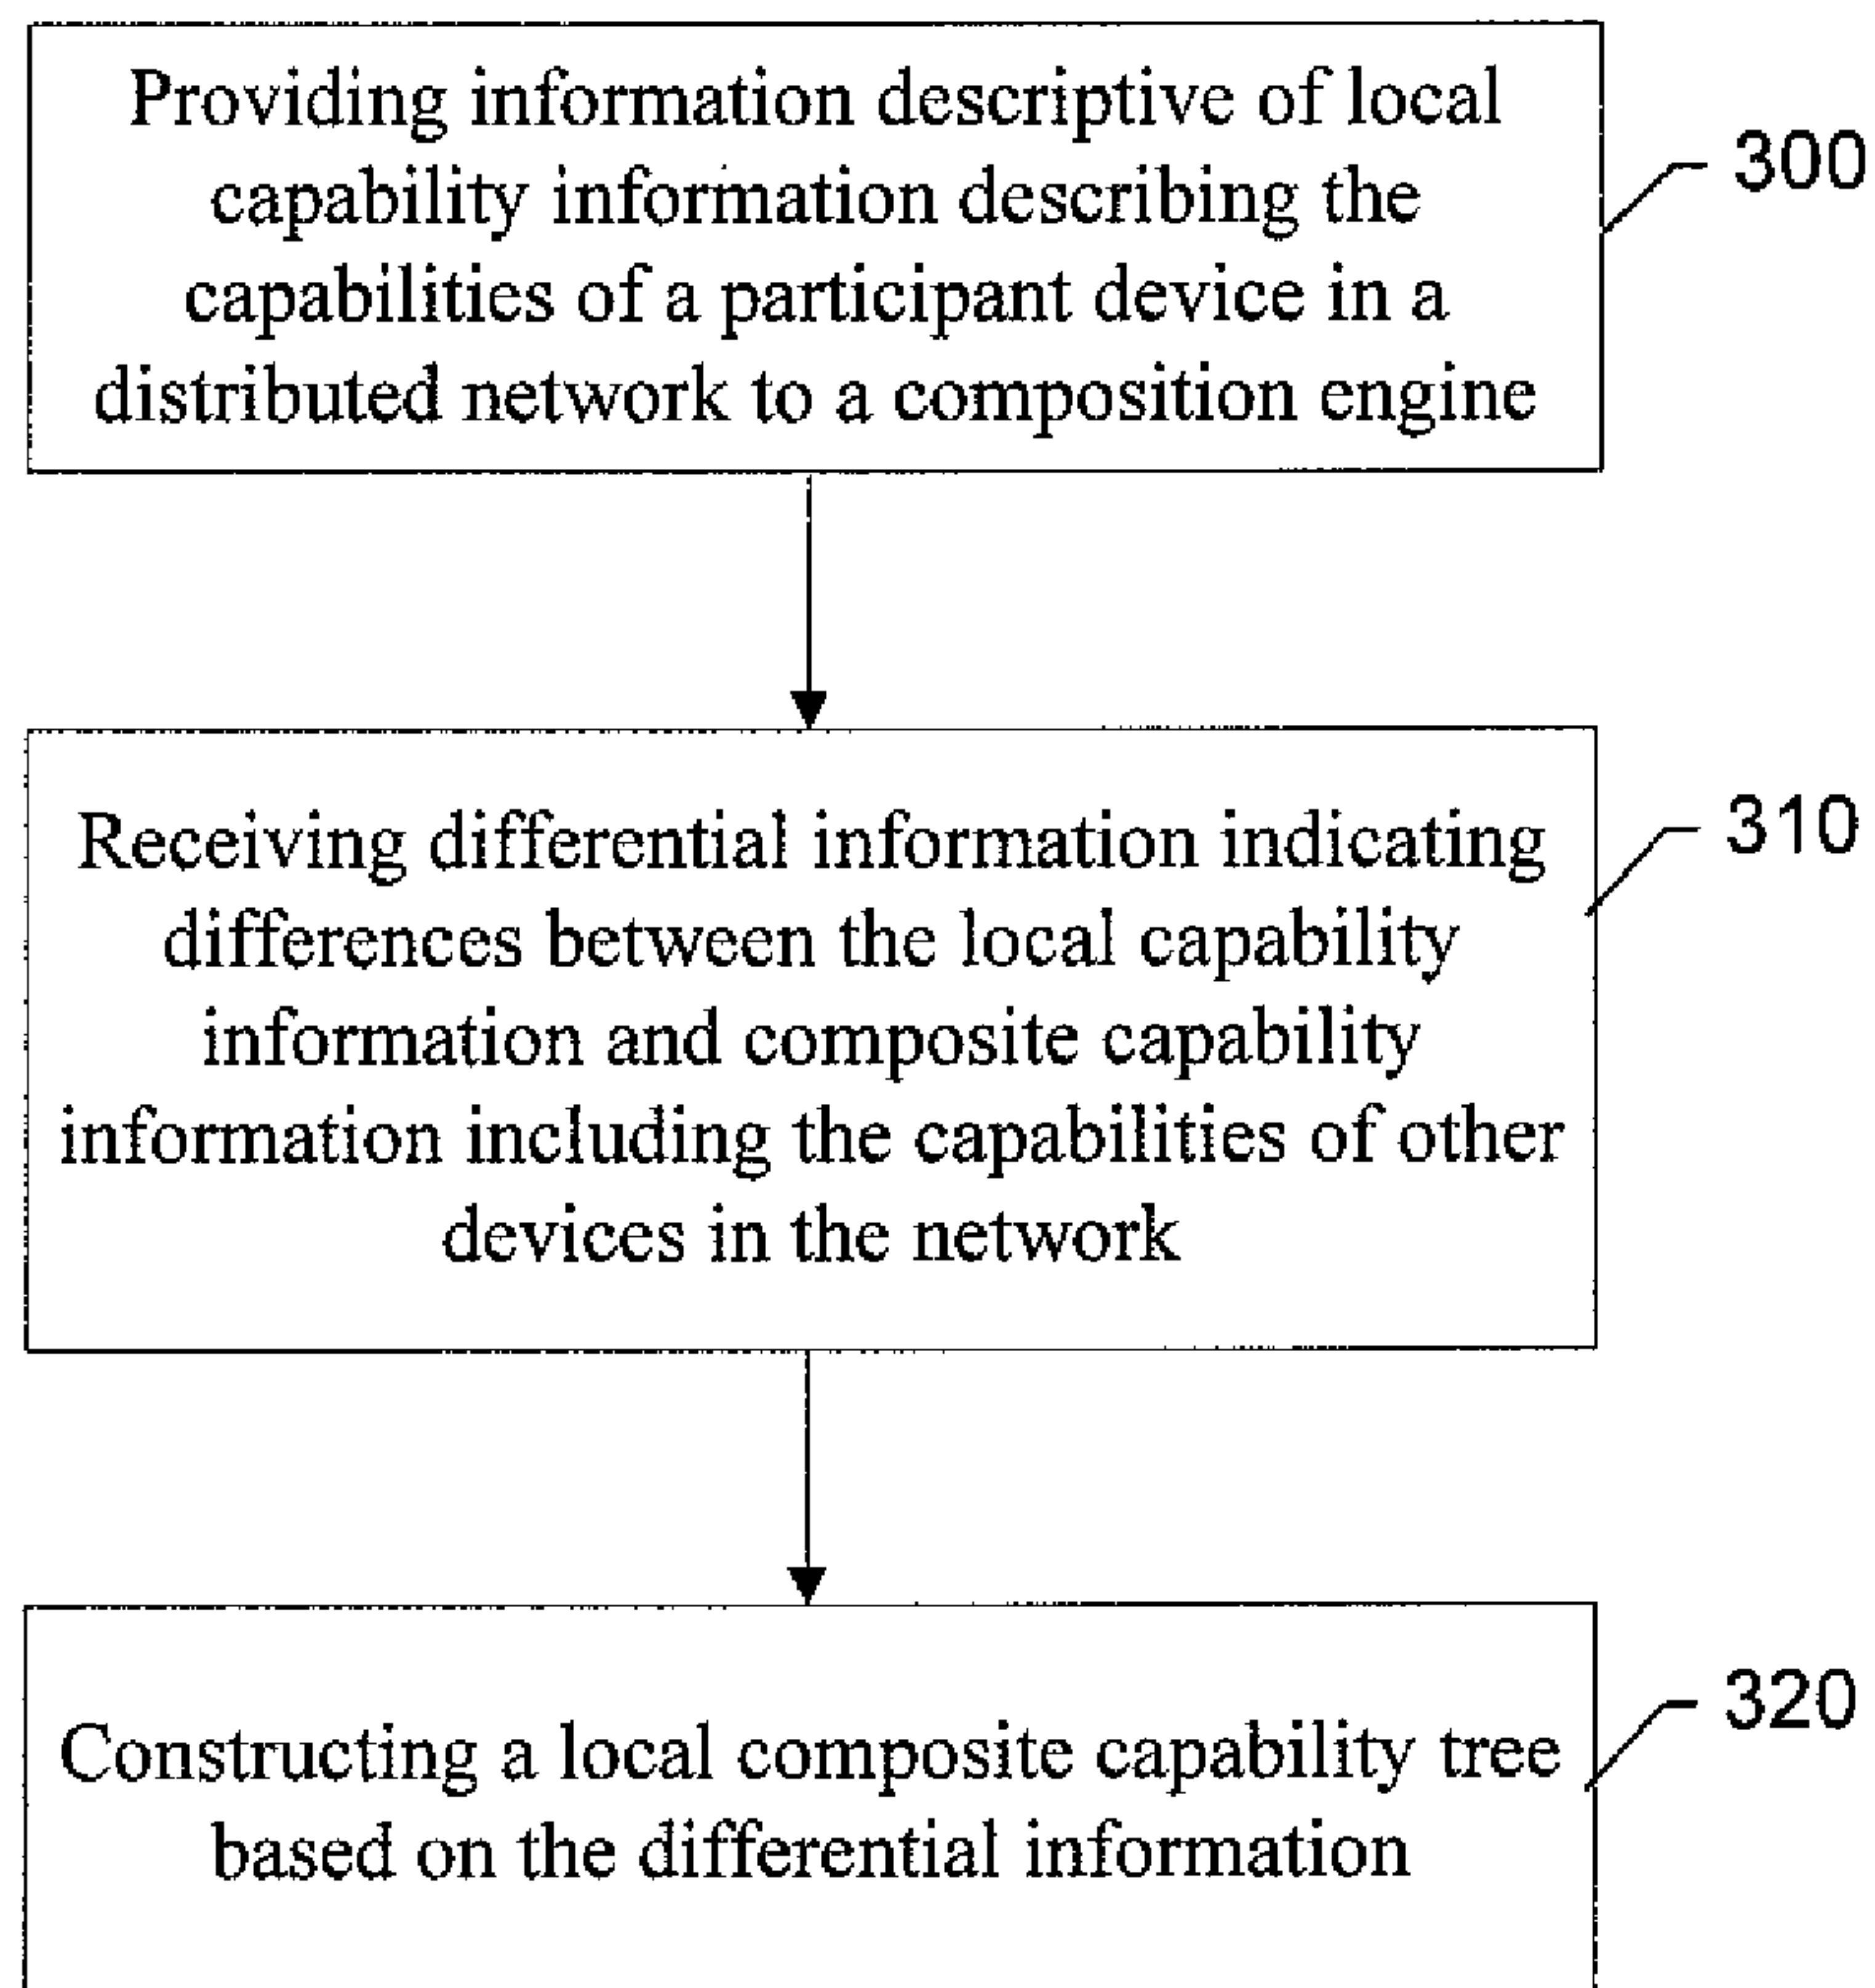 Providing information descriptive of local
capability information describing the
capabilities of a participant device in a
distributed network to a composition engine
300
Receiving differential information indicating
differences between the local capability
information and composite capability
information including the capabilities of other
devices in the network
310
Constructing a local composite capability tree
based on the differential information
320